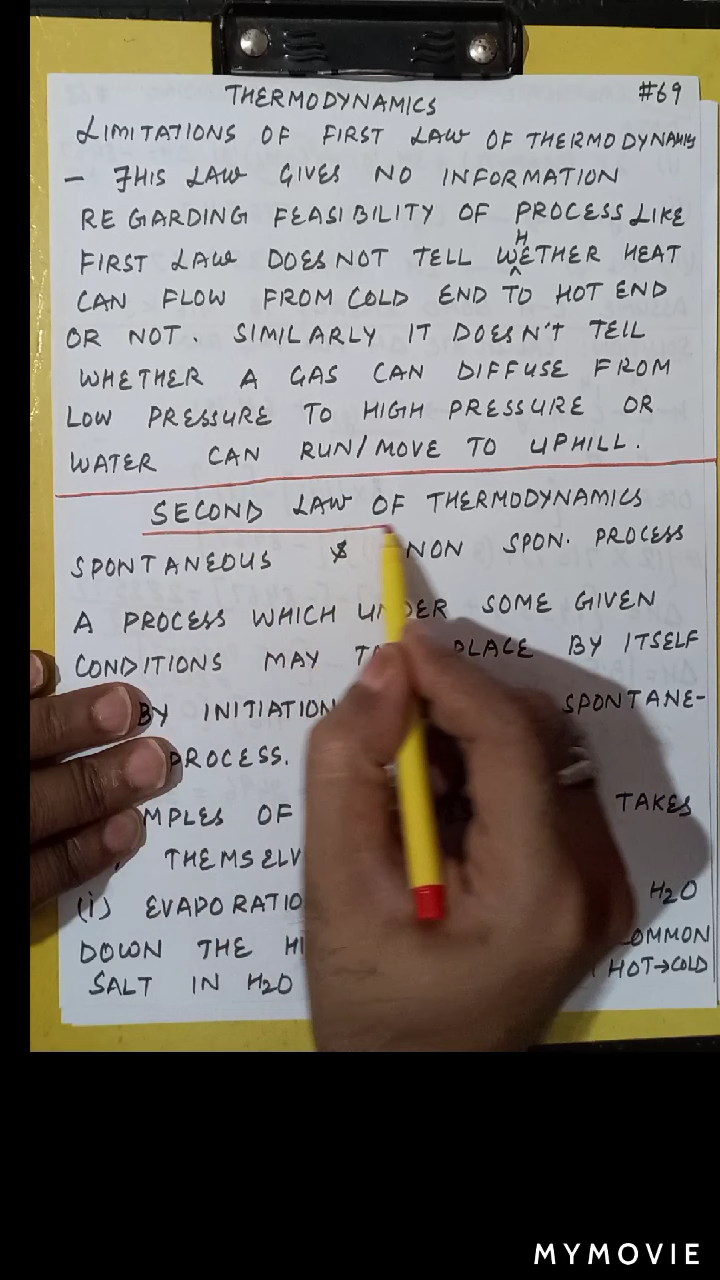 THERMODYNAMICS #69
LIMITATIONS OF FIRST LAW OF THERMODYNAMICS
- THIS LAW GIVES NO INFORMATION
REGARDING FEASIBILITY OF PROCESS LIKE
FIRST LAW DOES NOT TELL WHETHER HEAT
CAN FLOW FROM COLD END TO HOT END
OR NOT. SIMILARLY IT DOESN'T TELL
WHETHER A GAS CAN DIFFUSE FROM
LOW PRESSURE TO HIGH PRESSURE OR
WATER CAN RUN/MOVE TO UPHILL.
SECOND LAW OF THERMODYNAMICS
SPONTANEOUS & NON SPON. PROCESS
A PROCESS WHICH UNDER SOME GIVEN
CONDITIONS MAY PLACE BY ITSELF
BY INITIATION SPONTANE-
PROCESS.
MPLES OF TAKES
THEMSELV
(i) EVAPORATIO H2O
DOWN THE HI OMMON
SALT IN H2O HOT→COLD
MYMOVIE